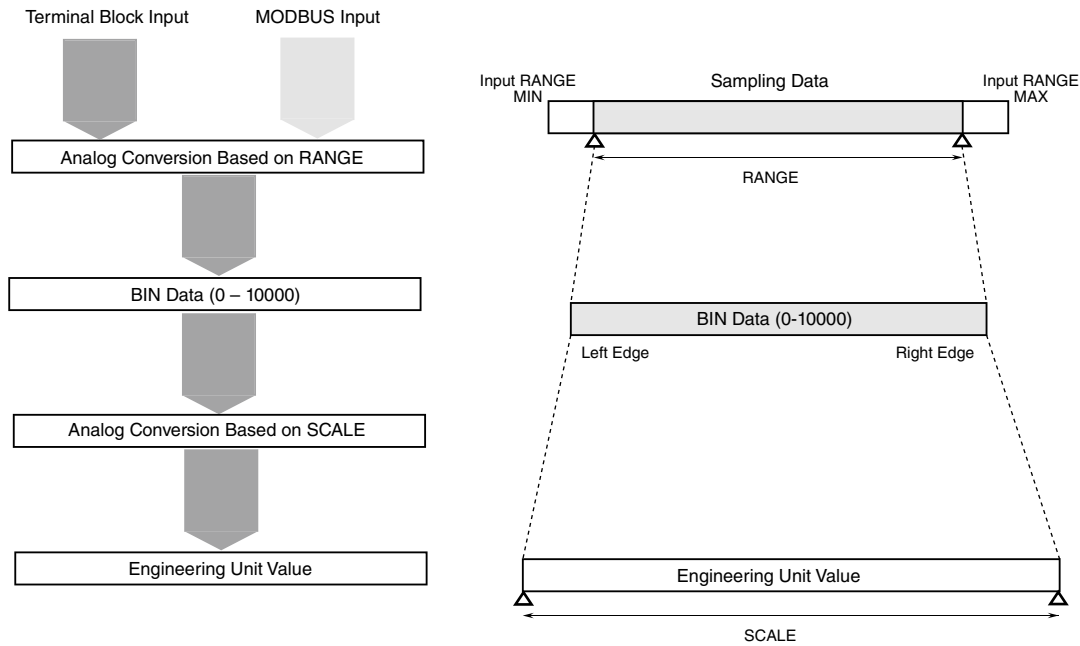 Terminal Block Input
MODBUS Input
Analog Conversion Based on RANGE
BIN Data (0 – 10000)
Analog Conversion Based on SCALE
Engineering Unit Value
Input RANGE
MIN
Sampling Data
Input RANGE
MAX
RANGE
BIN Data (0-10000)
Left Edge
Right Edge
Engineering Unit Value
SCALE